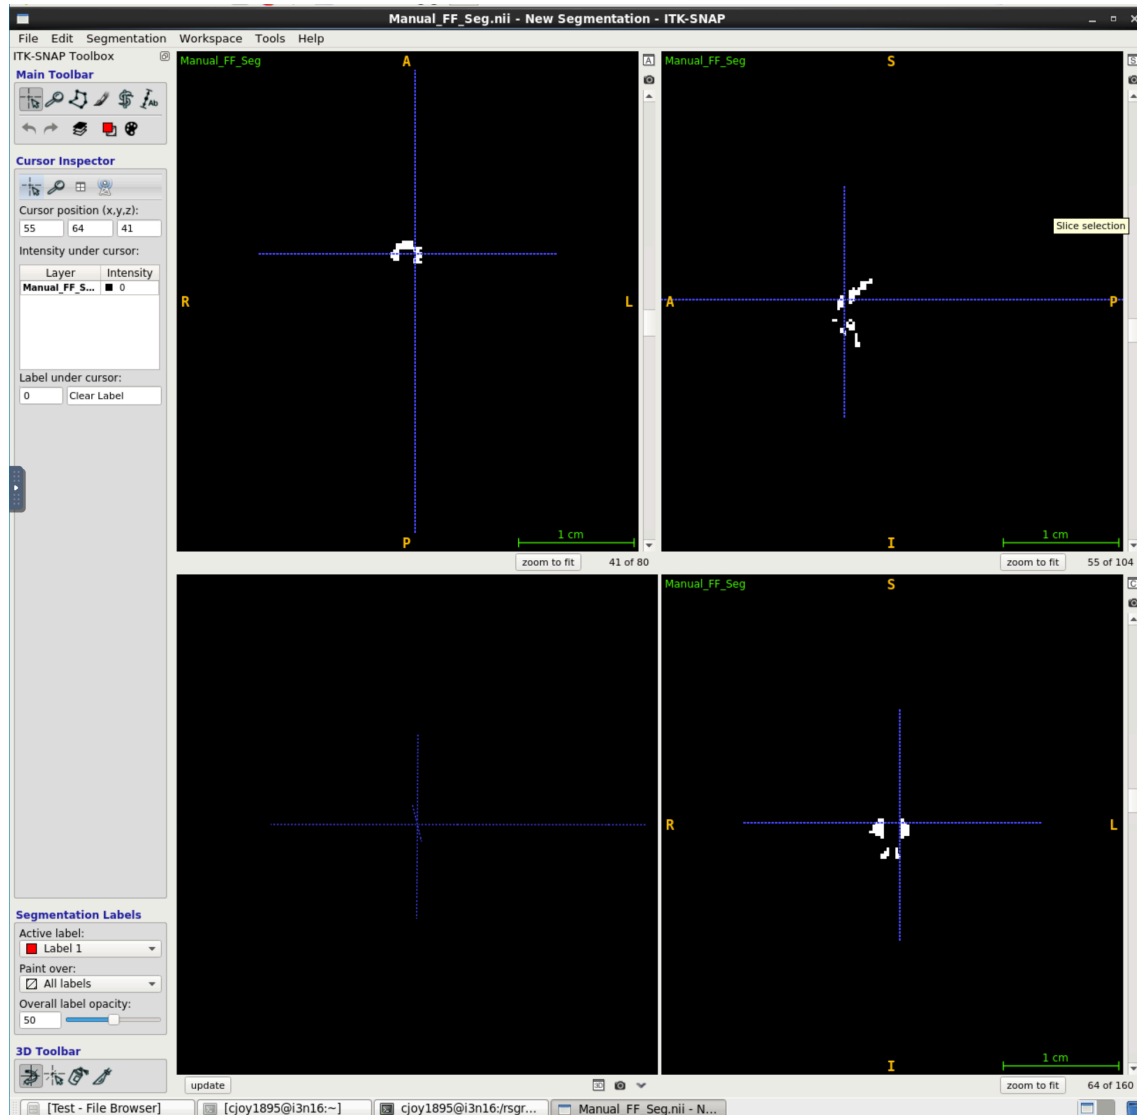 Manual_FF_Seg.nii - New Segmentation - ITK-SNAP
File Edit Segmentation Workspace Tools Help
ITK-SNAP Toolbox
Main Toolbar
Cursor Inspector
Cursor position (x,y,z):
55 64 41
Intensity under cursor:
Layer Intensity
Manual_FF_S... 0
Label under cursor:
0 Clear Label
Segmentation Labels
Active label:
Label 1
Paint over:
All labels
Overall label opacity:
50
3D Toolbar
Manual_FF_Seg
A
R
L
P
1 cm
zoom to fit 41 of 80
A
Manual_FF_Seg
S
Slice selection
A
P
I
1 cm
zoom to fit 55 of 104
S
update
Manual_FF_Seg
S
R
L
I
1 cm
zoom to fit 64 of 160
C
[Test - File Browser] [cjoy1895@i3n16:~] cjoy1895@i3n16:/rsgr... Manual_FF_Seg.nii - N...